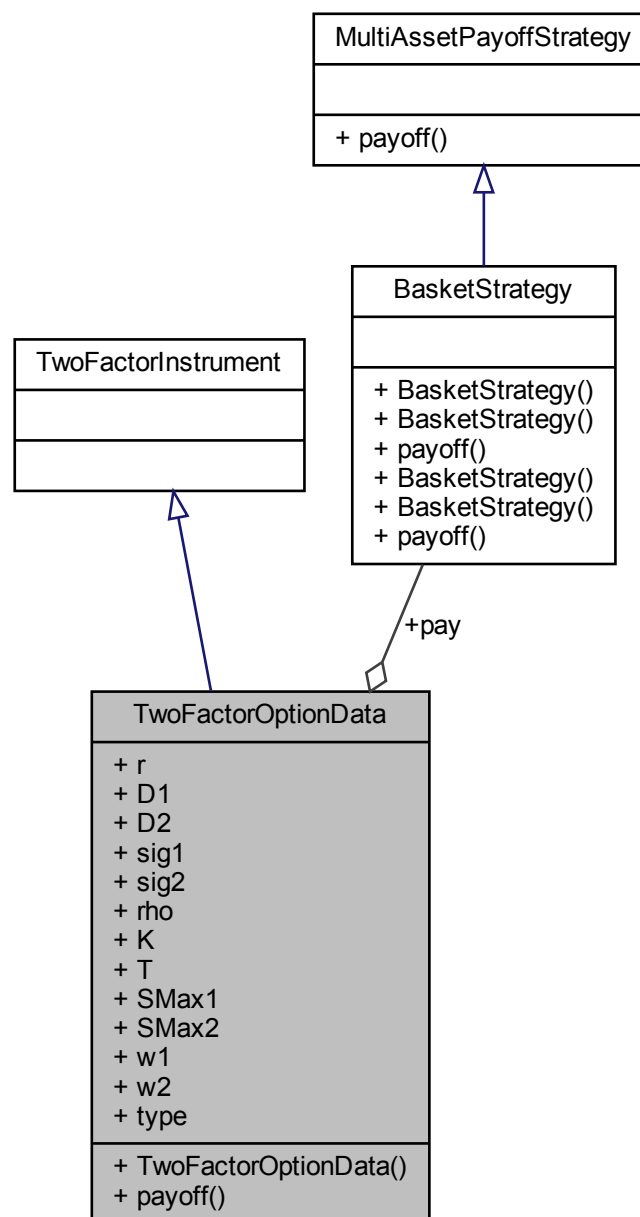 MultiAssetPayoffStrategy
+ payoff()
BasketStrategy
+ BasketStrategy()
+ BasketStrategy()
+ payoff()
+ BasketStrategy()
+ BasketStrategy()
+ payoff()
TwoFactorInstrument
+pay
TwoFactorOptionData
+ r
+ D1
+ D2
+ sig1
+ sig2
+ rho
+ K
+ T
+ SMax1
+ SMax2
+ w1
+ w2
+ type
+ TwoFactorOptionData()
+ payoff()